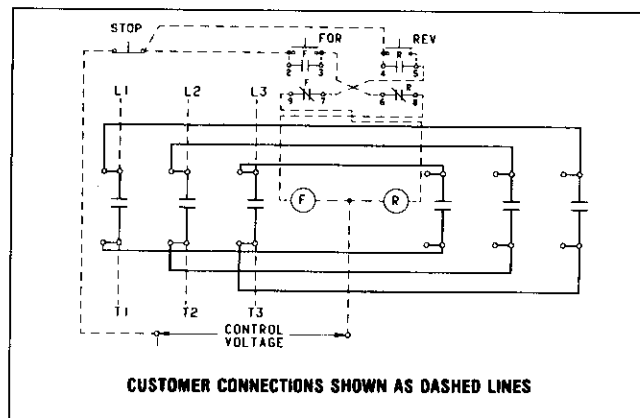 STOP
FOR
REV
F
R
2 3
4 5
F
R
9 7
6 8
L1 L2 L3
F R
T1 T2 T3
CONTROL
VOLTAGE
CUSTOMER CONNECTIONS SHOWN AS DASHED LINES